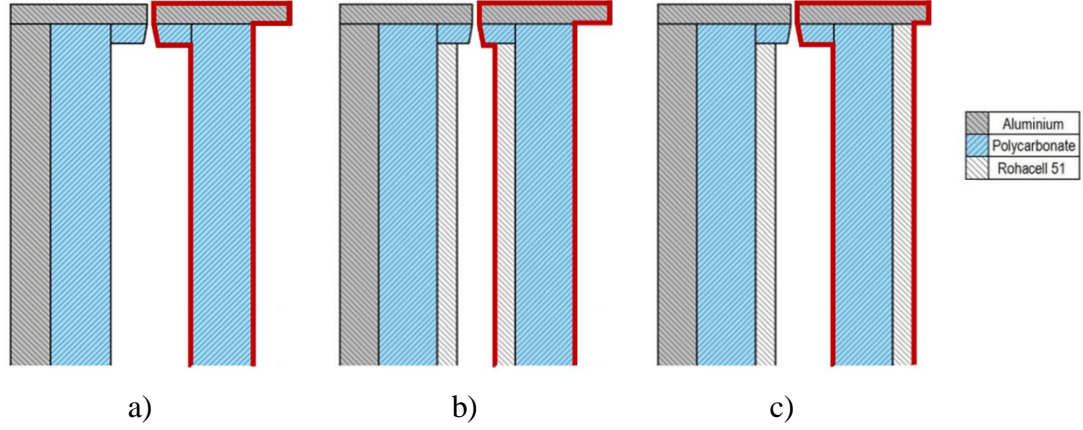 Aluminium
Polycarbonate
Rohacell 51
a)
b)
c)